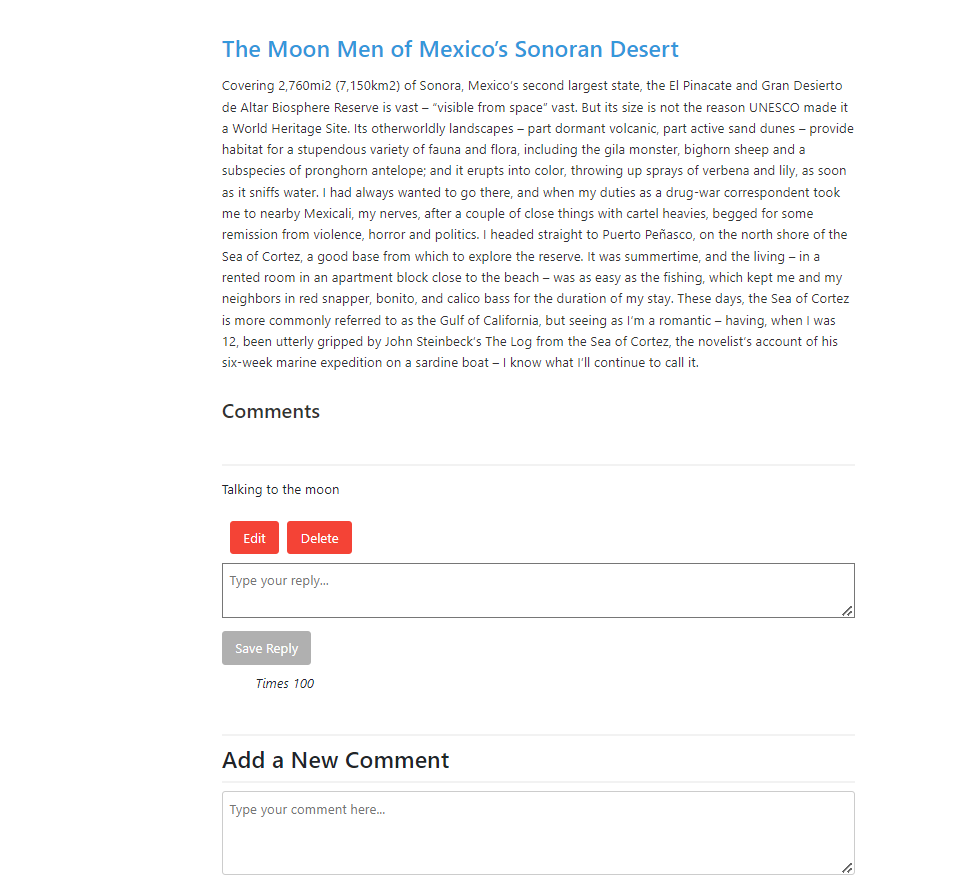 The Moon Men of Mexico’s Sonoran Desert
Covering 2,760mi2 (7,150km2) of Sonora, Mexico’s second largest state, the El Pinacate and Gran Desierto
de Altar Biosphere Reserve is vast – “visible from space” vast. But its size is not the reason UNESCO made it
a World Heritage Site. Its otherworldly landscapes – part dormant volcanic, part active sand dunes – provide
habitat for a stupendous variety of fauna and flora, including the gila monster, bighorn sheep and a
subspecies of pronghorn antelope; and it erupts into color, throwing up sprays of verbena and lily, as soon
as it sniffs water. I had always wanted to go there, and when my duties as a drug-war correspondent took
me to nearby Mexicali, my nerves, after a couple of close things with cartel heavies, begged for some
remission from violence, horror and politics. I headed straight to Puerto Peñasco, on the north shore of the
Sea of Cortez, a good base from which to explore the reserve. It was summertime, and the living – in a
rented room in an apartment block close to the beach – was as easy as the fishing, which kept me and my
neighbors in red snapper, bonito, and calico bass for the duration of my stay. These days, the Sea of Cortez
is more commonly referred to as the Gulf of California, but seeing as I’m a romantic – having, when I was
12, been utterly gripped by John Steinbeck’s The Log from the Sea of Cortez, the novelist’s account of his
six-week marine expedition on a sardine boat – I know what I’ll continue to call it.
Comments
Talking to the moon
Edit Delete
Type your reply...
Save Reply
Times 100
Add a New Comment
Type your comment here...